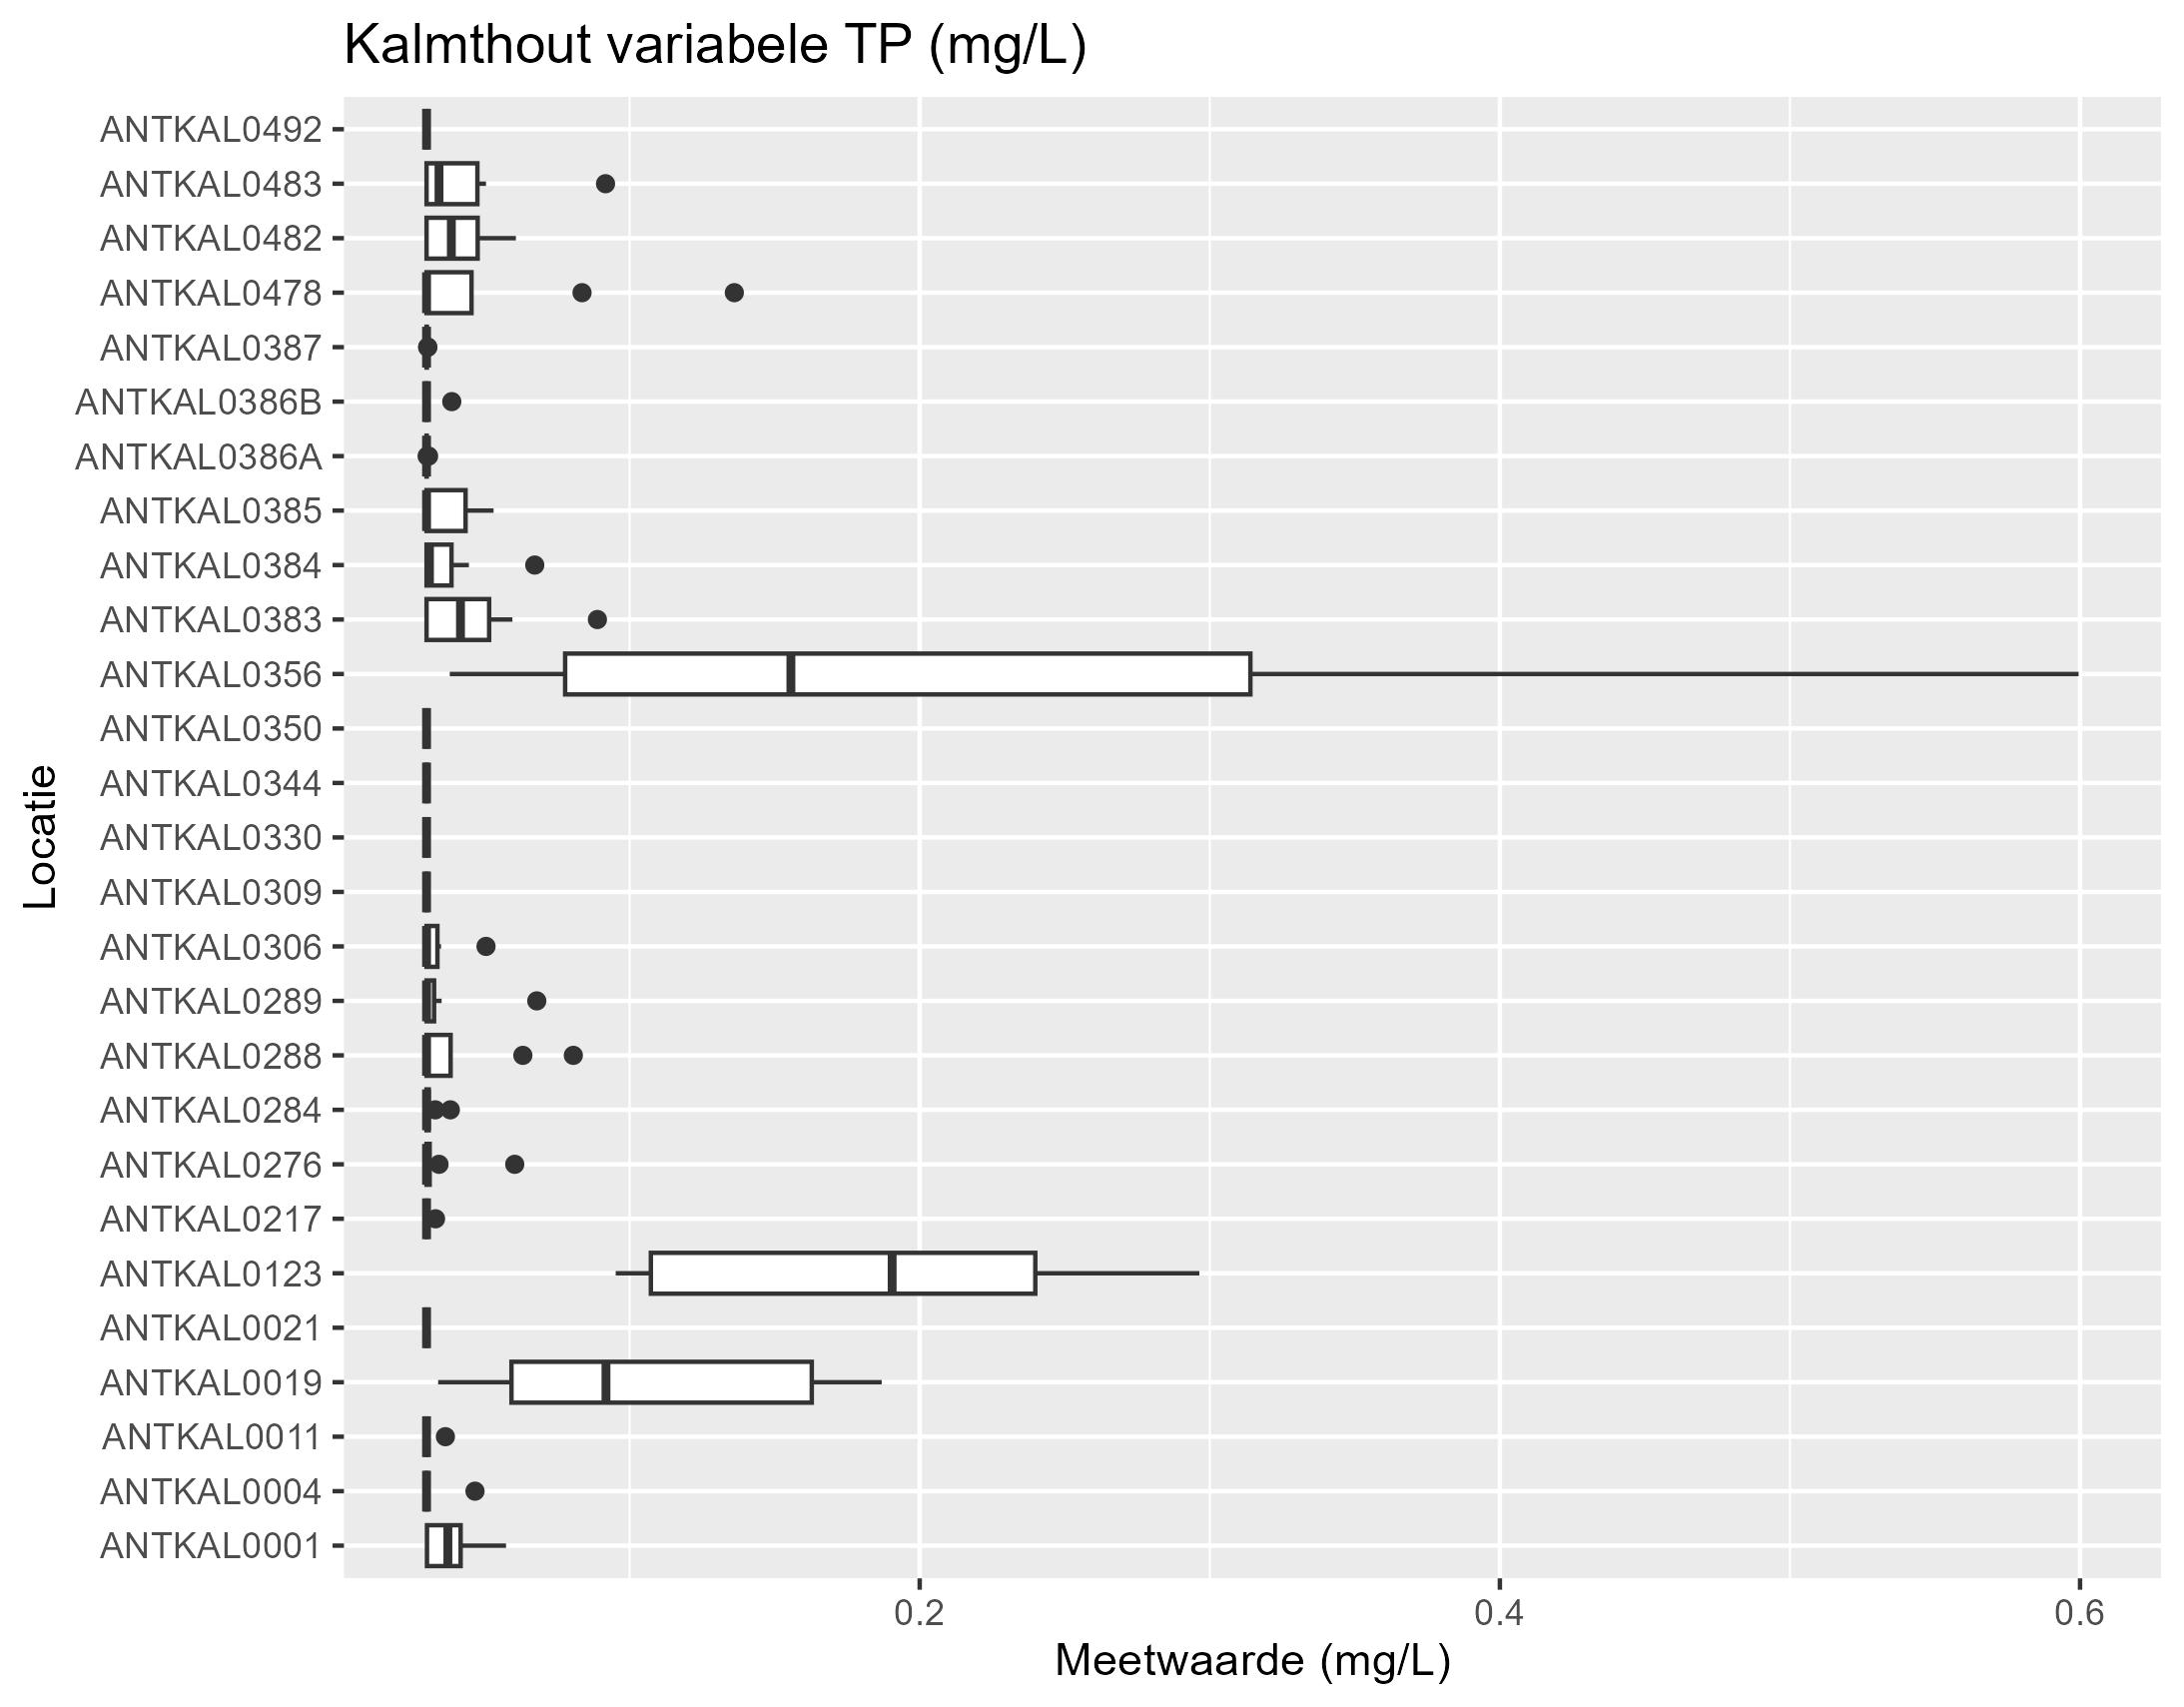 Kalmthout variabele TP (mg/L)
ANTKAL0492
ANTKAL0483
ANTKAL0482
ANTKAL0478
ANTKAL0387
ANTKAL0386B
ANTKAL0386A
ANTKAL0385
ANTKAL0384
ANTKAL0383
ANTKAL0356
ANTKAL0350
ANTKAL0344
ANTKAL0330
ANTKAL0309
ANTKAL0306
ANTKAL0289
ANTKAL0288
ANTKAL0284
ANTKAL0276
ANTKAL0217
ANTKAL0123
ANTKAL0021
ANTKAL0019
ANTKAL0011
ANTKAL0004
ANTKAL0001
Locatie
0.2 0.4 0.6
Meetwaarde (mg/L)